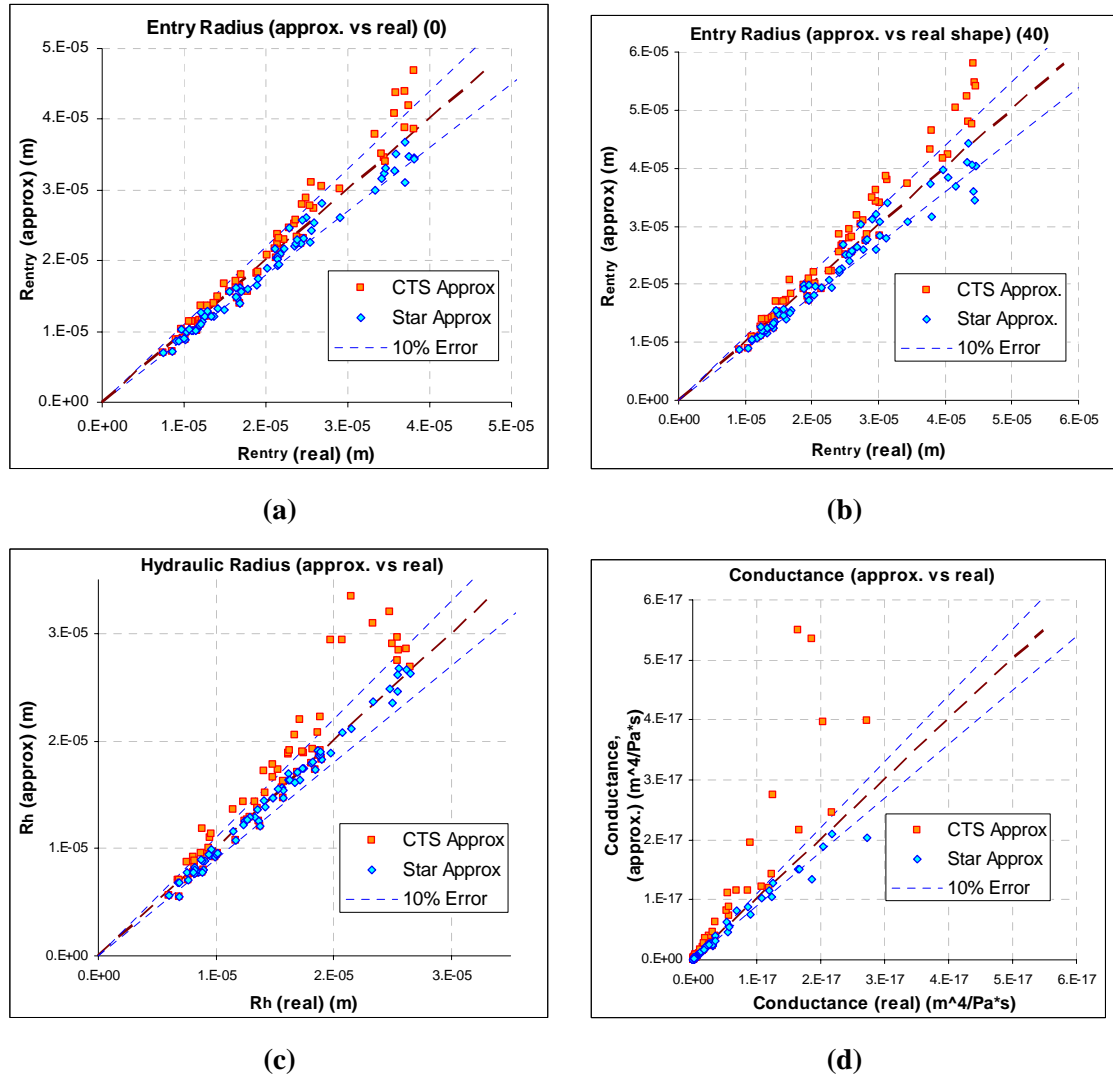 Entry Radius (approx. vs real) (0)
5.E-05
4.E-05
3.E-05
2.E-05
1.E-05
0.E+00
Rentry (approx) (m)
CTS Approx
Star Approx
10% Error
0.E+00 1.E-05 2.E-05 3.E-05 4.E-05 5.E-05
Rentry (real) (m)
(a)
Entry Radius (approx. vs real shape) (40)
6.E-05
5.E-05
4.E-05
3.E-05
2.E-05
1.E-05
0.E+00
Rentry (approx) (m)
CTS Approx.
Star Approx.
10% Error
0.E+00 1.E-05 2.E-05 3.E-05 4.E-05 5.E-05 6.E-05
Rentry (real) (m)
(b)
Hydraulic Radius (approx. vs real)
3.E-05
2.E-05
1.E-05
0.E+00
Rh (approx) (m)
CTS Approx
Star Approx
10% Error
0.E+00 1.E-05 2.E-05 3.E-05
Rh (real) (m)
(c)
Conductance (approx. vs real)
6.E-17
5.E-17
4.E-17
3.E-17
2.E-17
1.E-17
0.E+00
Conductance,
(approx.) (m^4/Pa*s)
CTS Approx
Star Approx
10% Error
0.E+00 1.E-17 2.E-17 3.E-17 4.E-17 5.E-17 6.E-17
Conductance (real) (m^4/Pa*s)
(d)